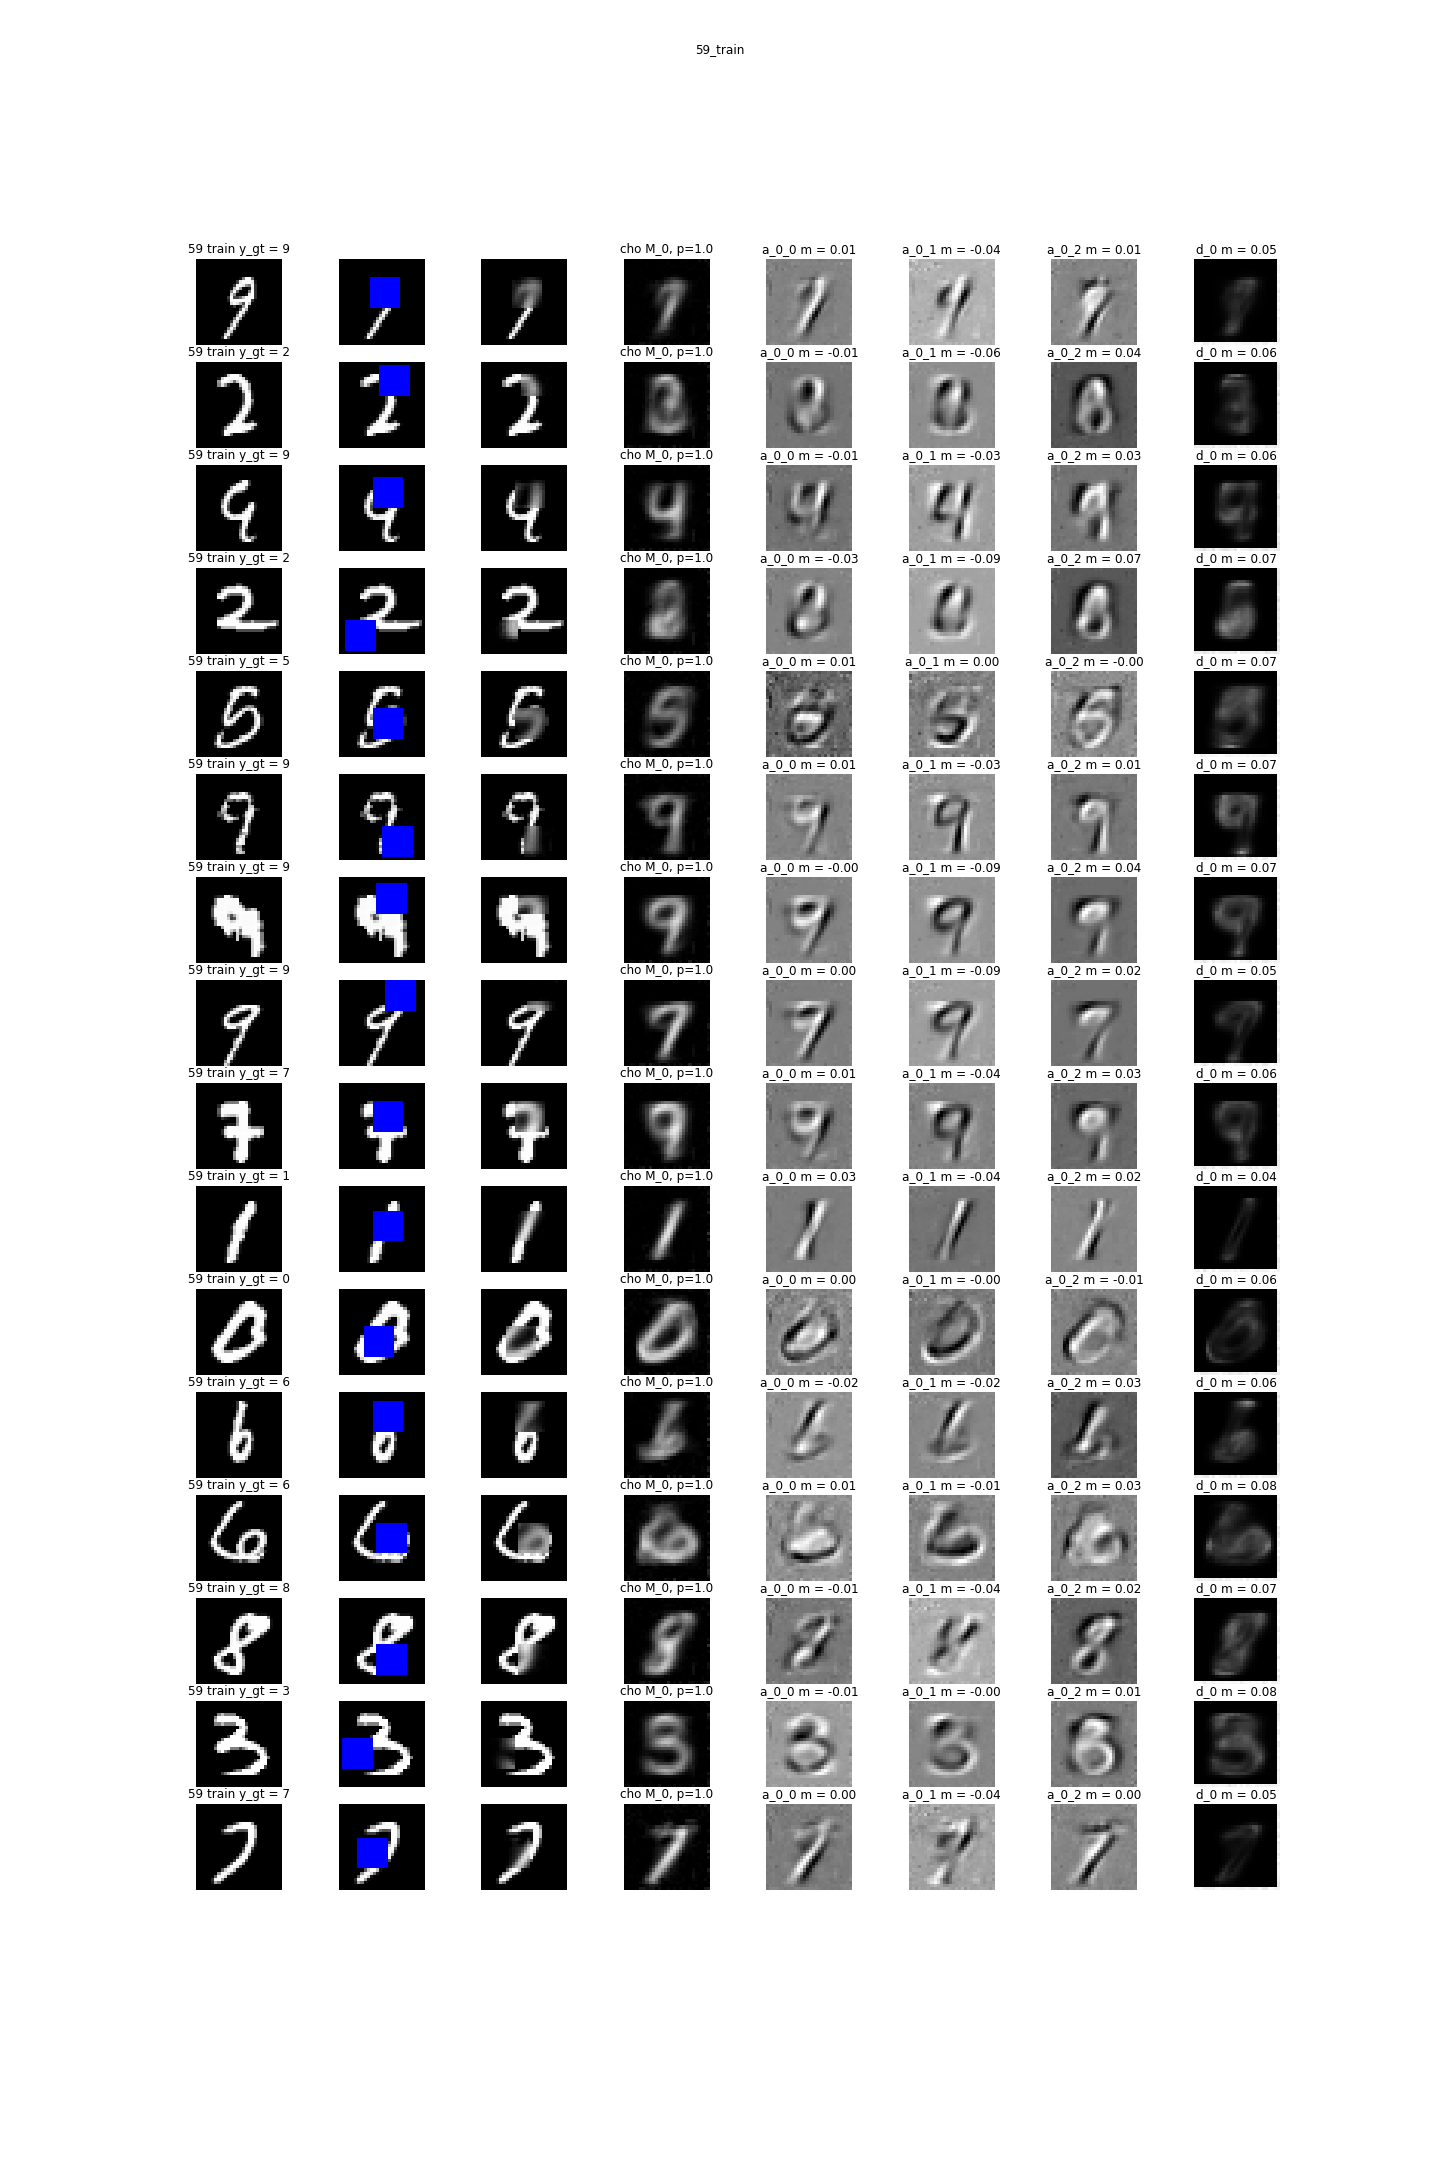 59_train
59 train y_gt = 9 cho M_0, p=1.0 a_0_0 m = 0.01 a_0_1 m = -0.04 a_0_2 m = 0.01 d_0 m = 0.05
59 train y_gt = 2 cho M_0, p=1.0 a_0_0 m = -0.01 a_0_1 m = -0.06 a_0_2 m = 0.04 d_0 m = 0.06
59 train y_gt = 9 cho M_0, p=1.0 a_0_0 m = -0.01 a_0_1 m = -0.03 a_0_2 m = 0.03 d_0 m = 0.06
59 train y_gt = 2 cho M_0, p=1.0 a_0_0 m = -0.03 a_0_1 m = -0.09 a_0_2 m = 0.07 d_0 m = 0.07
59 train y_gt = 5 cho M_0, p=1.0 a_0_0 m = 0.01 a_0_1 m = 0.00 a_0_2 m = -0.00 d_0 m = 0.07
59 train y_gt = 9 cho M_0, p=1.0 a_0_0 m = 0.01 a_0_1 m = -0.03 a_0_2 m = 0.01 d_0 m = 0.07
59 train y_gt = 9 cho M_0, p=1.0 a_0_0 m = -0.00 a_0_1 m = -0.09 a_0_2 m = 0.04 d_0 m = 0.07
59 train y_gt = 9 cho M_0, p=1.0 a_0_0 m = 0.00 a_0_1 m = -0.09 a_0_2 m = 0.02 d_0 m = 0.05
59 train y_gt = 7 cho M_0, p=1.0 a_0_0 m = 0.01 a_0_1 m = -0.04 a_0_2 m = 0.03 d_0 m = 0.06
59 train y_gt = 1 cho M_0, p=1.0 a_0_0 m = 0.03 a_0_1 m = -0.04 a_0_2 m = 0.02 d_0 m = 0.04
59 train y_gt = 0 cho M_0, p=1.0 a_0_0 m = 0.00 a_0_1 m = -0.00 a_0_2 m = -0.01 d_0 m = 0.06
59 train y_gt = 6 cho M_0, p=1.0 a_0_0 m = -0.02 a_0_1 m = -0.02 a_0_2 m = 0.03 d_0 m = 0.06
59 train y_gt = 6 cho M_0, p=1.0 a_0_0 m = 0.01 a_0_1 m = -0.01 a_0_2 m = 0.03 d_0 m = 0.08
59 train y_gt = 8 cho M_0, p=1.0 a_0_0 m = -0.01 a_0_1 m = -0.04 a_0_2 m = 0.02 d_0 m = 0.07
59 train y_gt = 3 cho M_0, p=1.0 a_0_0 m = -0.01 a_0_1 m = -0.00 a_0_2 m = 0.01 d_0 m = 0.08
59 train y_gt = 7 cho M_0, p=1.0 a_0_0 m = 0.00 a_0_1 m = -0.04 a_0_2 m = 0.00 d_0 m = 0.05